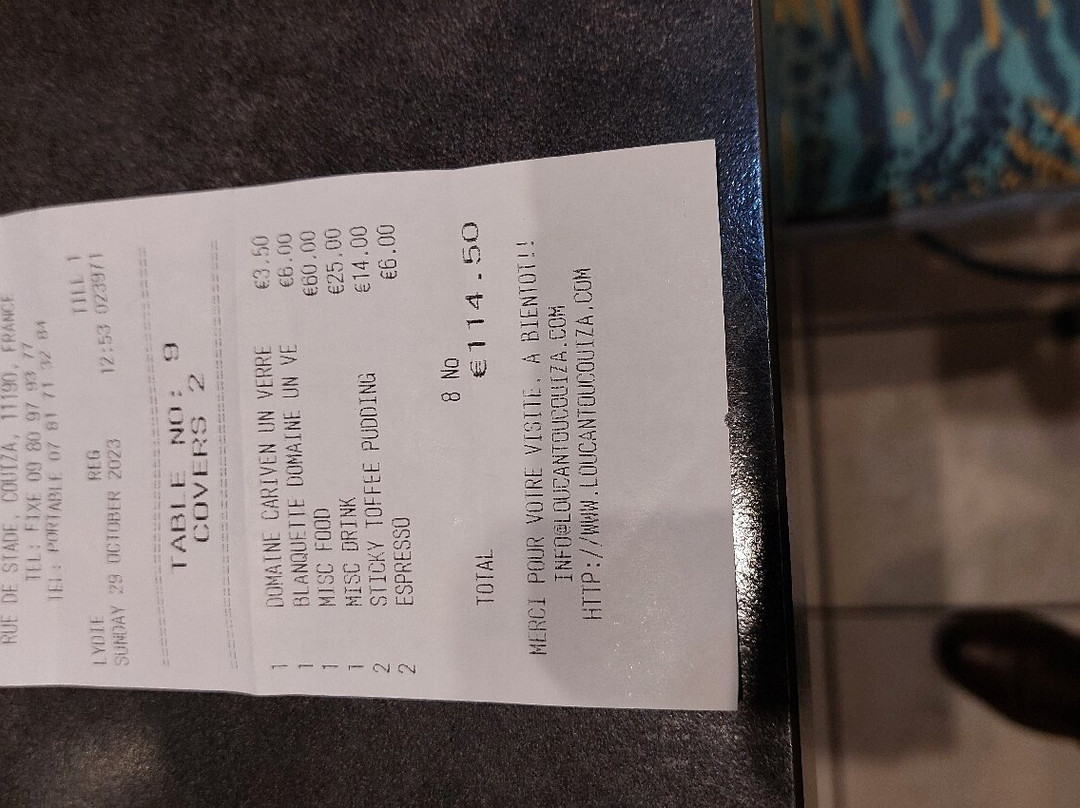 RUE DE STADE, COUIZA, 11190, FRANCE
TEL: FIXE 09 80 97 93 77
TEL: PORTABLE 07 81 71 32 84
LYDIE REG TILL 1
SUNDAY 29 OCTOBER 2023 12:53 023971
TABLE NO: 9
COVERS 2
1 DOMAINE CARIVEN UN VERRE €3.50
1 BLANQUETTE DOMAINE UN VE €6.00
1 MISC FOOD €60.00
1 MISC DRINK €25.00
2 STICKY TOFFEE PUDDING €14.00
2 ESPRESSO €6.00
8 No
TOTAL €114.50
MERCI POUR VOTRE VISITE, A BIENTOT!!
INFO@LOUCANTOUCOUIZA.COM
HTTP://WWW.LOUCANTOUCOUIZA.COM